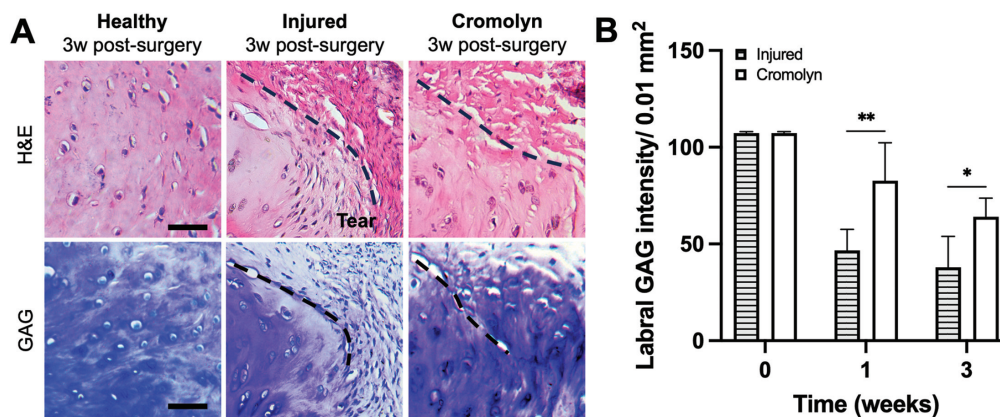 A
Healthy
3w post-surgery
Injured
3w post-surgery
Cromolyn
3w post-surgery
H&E
Tear
GAG
B
Labral GAG intensity/ 0.01 mm²
150
100
50
0
Injured
Cromolyn
**
*
0 1 3
Time (weeks)